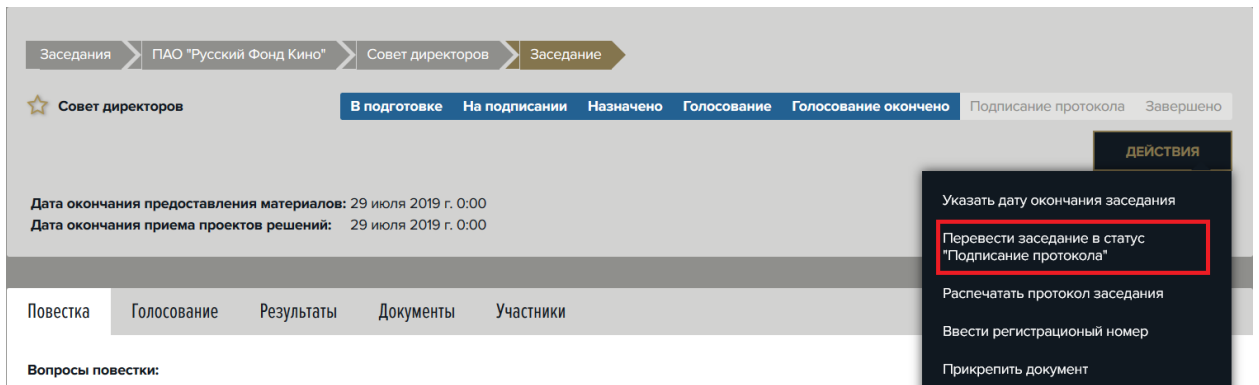 Заседания ПАО "Русский Фонд Кино" Совет директоров Заседание
Совет директоров В подготовке На подписании Назначено Голосование Голосование окончено Подписание протокола Завершено
ДЕЙСТВИЯ
Дата окончания предоставления материалов: 29 июля 2019 г. 0:00
Дата окончания приема проектов решений: 29 июля 2019 г. 0:00
Указать дату окончания заседания
Перевести заседание в статус
"Подписание протокола"
Распечатать протокол заседания
Ввести регистрационый номер
Прикрепить документ
Повестка Голосование Результаты Документы Участники
Вопросы повестки: